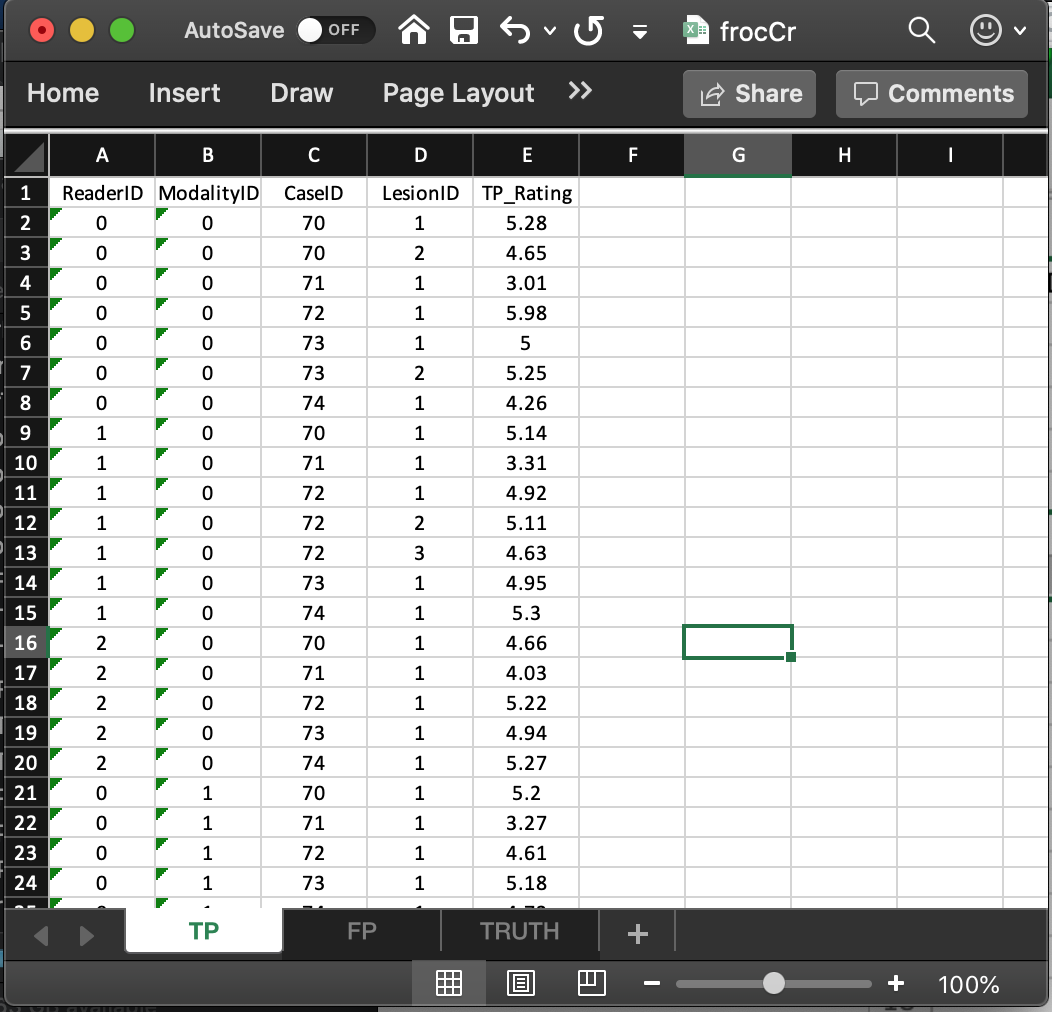 AutoSave OFF frocCr
Home Insert Draw Page Layout >> Share Comments
A B C D E F G H I
1 ReaderID ModalityID CaseID LesionID TP_Rating
2 0 0 70 1 5.28
3 0 0 70 2 4.65
4 0 0 71 1 3.01
5 0 0 72 1 5.98
6 0 0 73 1 5
7 0 0 73 2 5.25
8 0 0 74 1 4.26
9 1 0 70 1 5.14
10 1 0 71 1 3.31
11 1 0 72 1 4.92
12 1 0 72 2 5.11
13 1 0 72 3 4.63
14 1 0 73 1 4.95
15 1 0 74 1 5.3
16 2 0 70 1 4.66
17 2 0 71 1 4.03
18 2 0 72 1 5.22
19 2 0 73 1 4.94
20 2 0 74 1 5.27
21 0 1 70 1 5.2
22 0 1 71 1 3.27
23 0 1 72 1 4.61
24 0 1 73 1 5.18
TP FP TRUTH +
100%